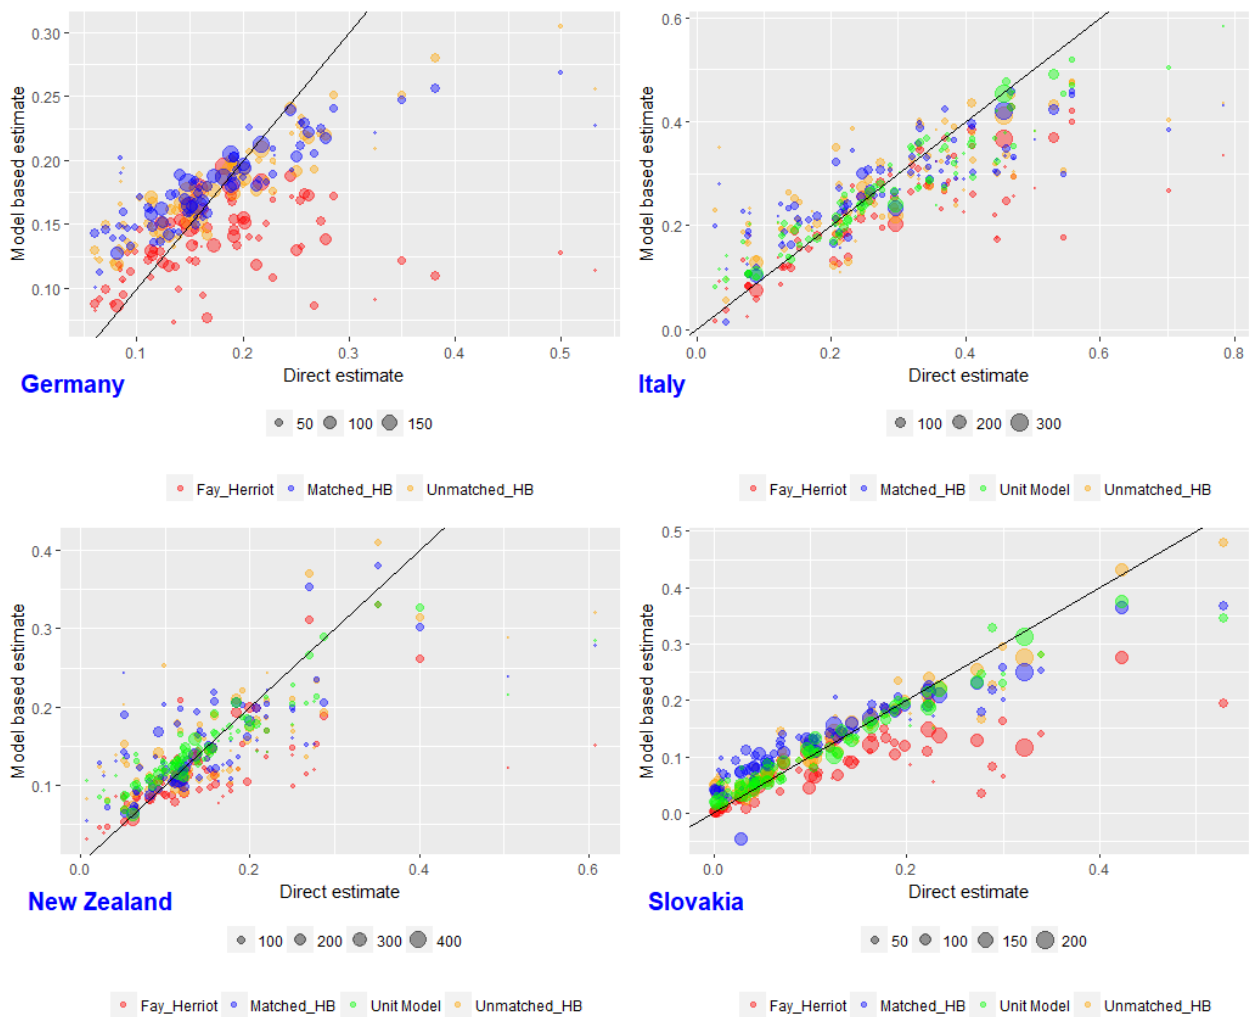 Model based estimate
0.30
0.25
0.20
0.15
0.10
0.1 0.2 0.3 0.4 0.5
Direct estimate
Germany
50 100 150
Fay_Herriot Matched_HB Unmatched_HB
Model based estimate
0.6
0.4
0.2
0.0
0.0 0.2 0.4 0.6 0.8
Direct estimate
Italy
100 200 300
Fay_Herriot Matched_HB Unit Model Unmatched_HB
Model based estimate
0.4
0.3
0.2
0.1
0.0 0.2 0.4 0.6
Direct estimate
New Zealand
100 200 300 400
Fay_Herriot Matched_HB Unit Model Unmatched_HB
Model based estimate
0.5
0.4
0.3
0.2
0.1
0.0
0.0 0.2 0.4
Direct estimate
Slovakia
50 100 150 200
Fay_Herriot Matched_HB Unit Model Unmatched_HB